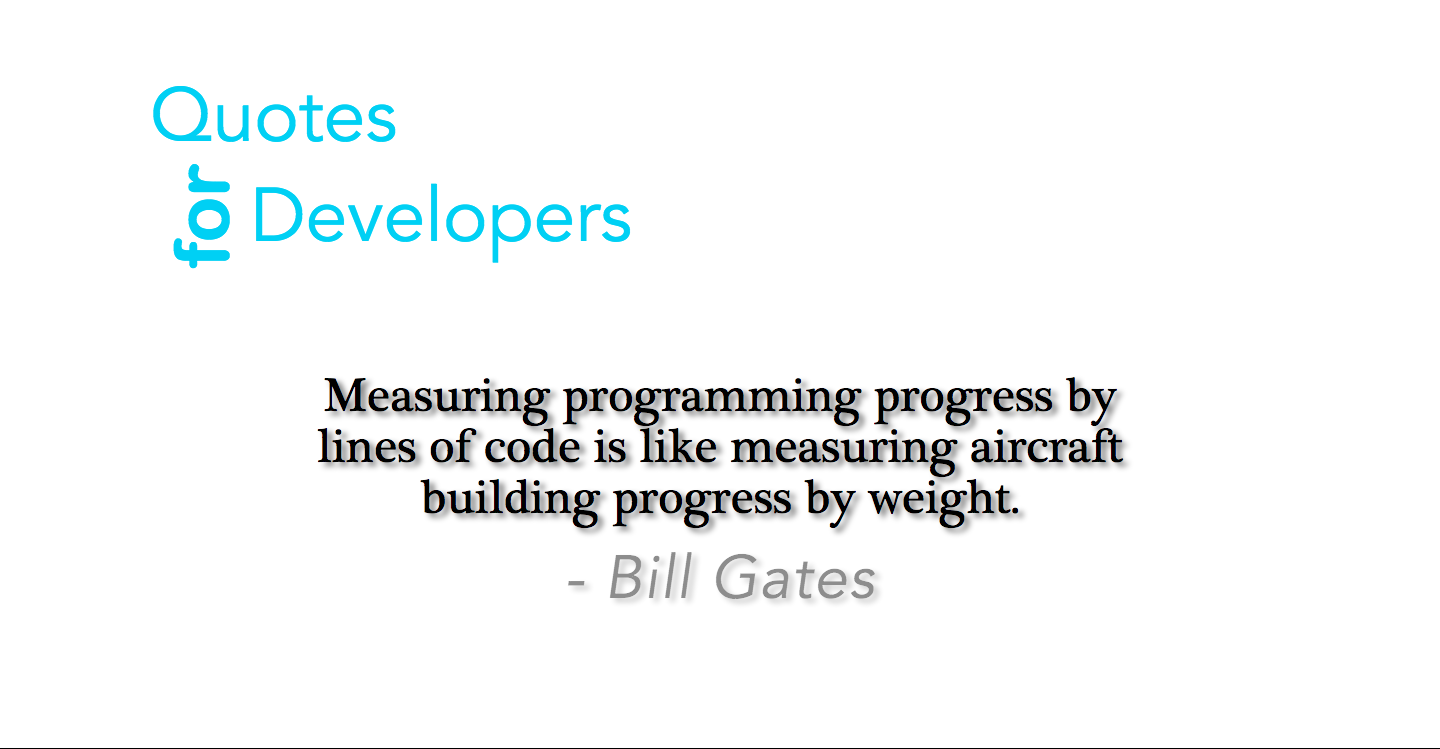 Quotes
for Developers
Measuring programming progress by
lines of code is like measuring aircraft
building progress by weight.
- Bill Gates